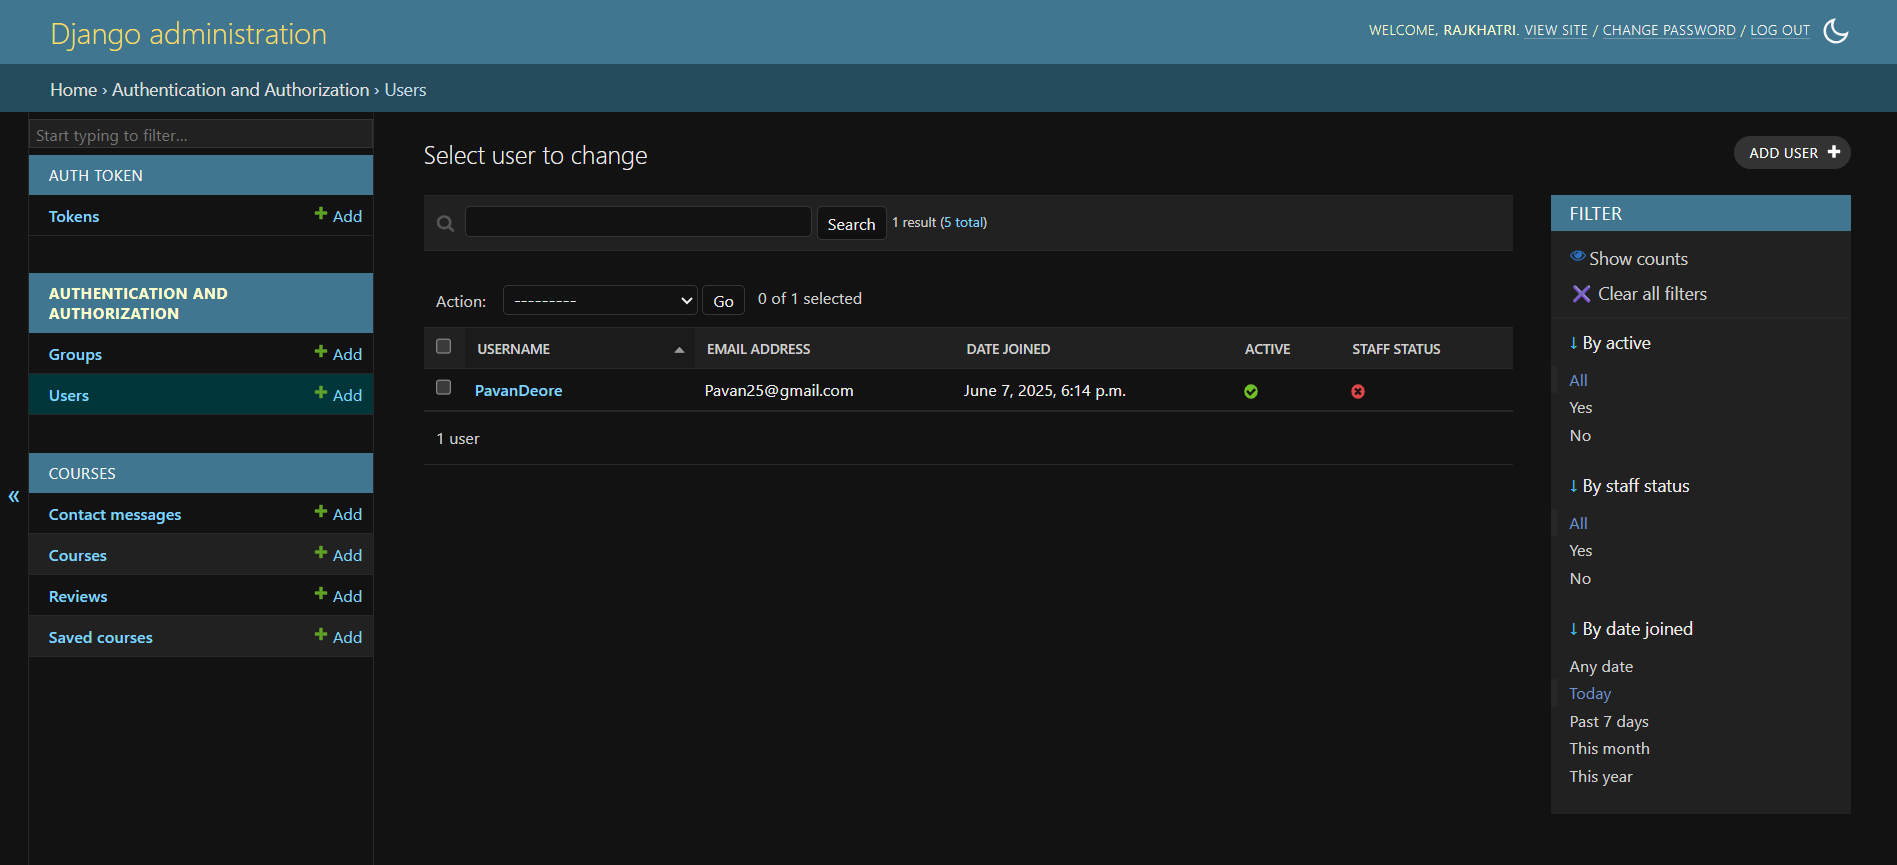 Django administration
WELCOME, RAJKHATRI. VIEW SITE / CHANGE PASSWORD / LOG OUT
Home › Authentication and Authorization › Users
Start typing to filter...
AUTH TOKEN
Tokens
Add
AUTHENTICATION AND
AUTHORIZATION
Groups
Add
Users
Add
COURSES
Contact messages
Add
Courses
Add
Reviews
Add
Saved courses
Add
«
Select user to change
ADD USER
Search
1 result (5 total)
Action:
---------
Go
0 of 1 selected
USERNAME
EMAIL ADDRESS
DATE JOINED
ACTIVE
STAFF STATUS
PavanDeore
Pavan25@gmail.com
June 7, 2025, 6:14 p.m.
1 user
FILTER
Show counts
Clear all filters
↓ By active
All
Yes
No
↓ By staff status
All
Yes
No
↓ By date joined
Any date
Today
Past 7 days
This month
This year